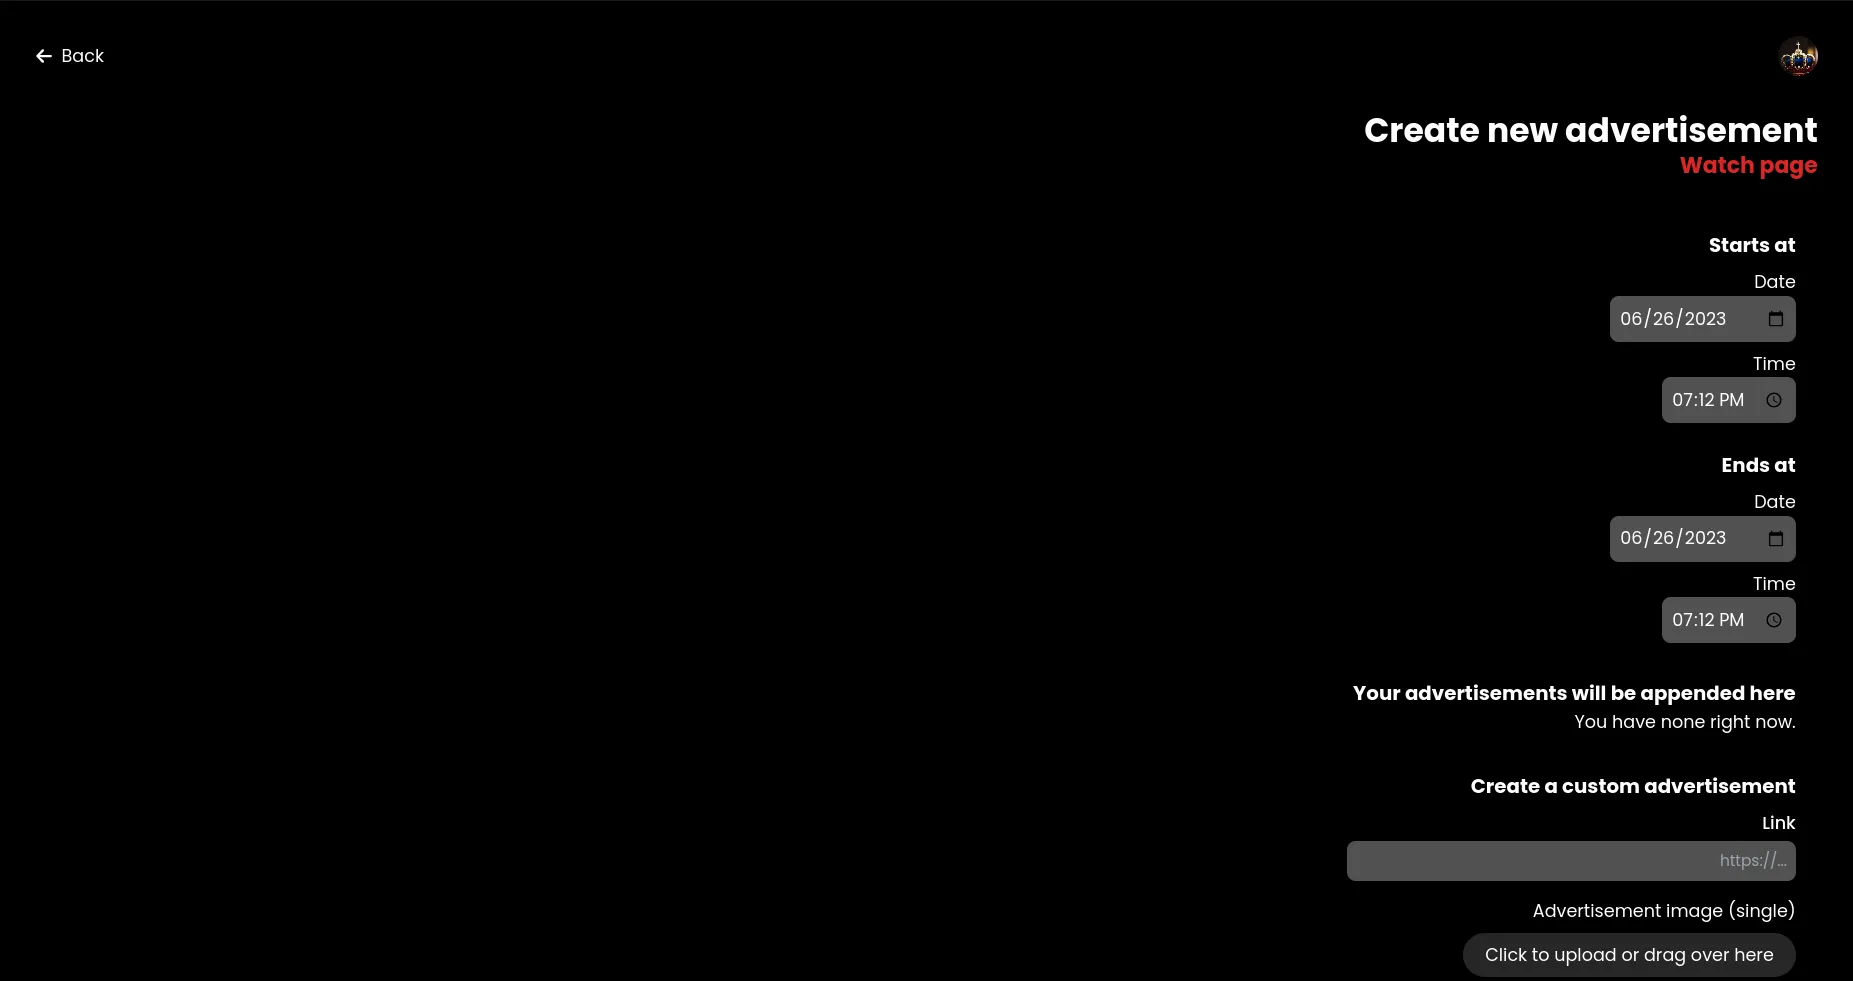 Back
Create new advertisement
Watch page
Starts at
Date
06/26/2023
Time
07:12 PM
Ends at
Date
06/26/2023
Time
07:12 PM
Your advertisements will be appended here
You have none right now.
Create a custom advertisement
Link
https://...
Advertisement image (single)
Click to upload or drag over here